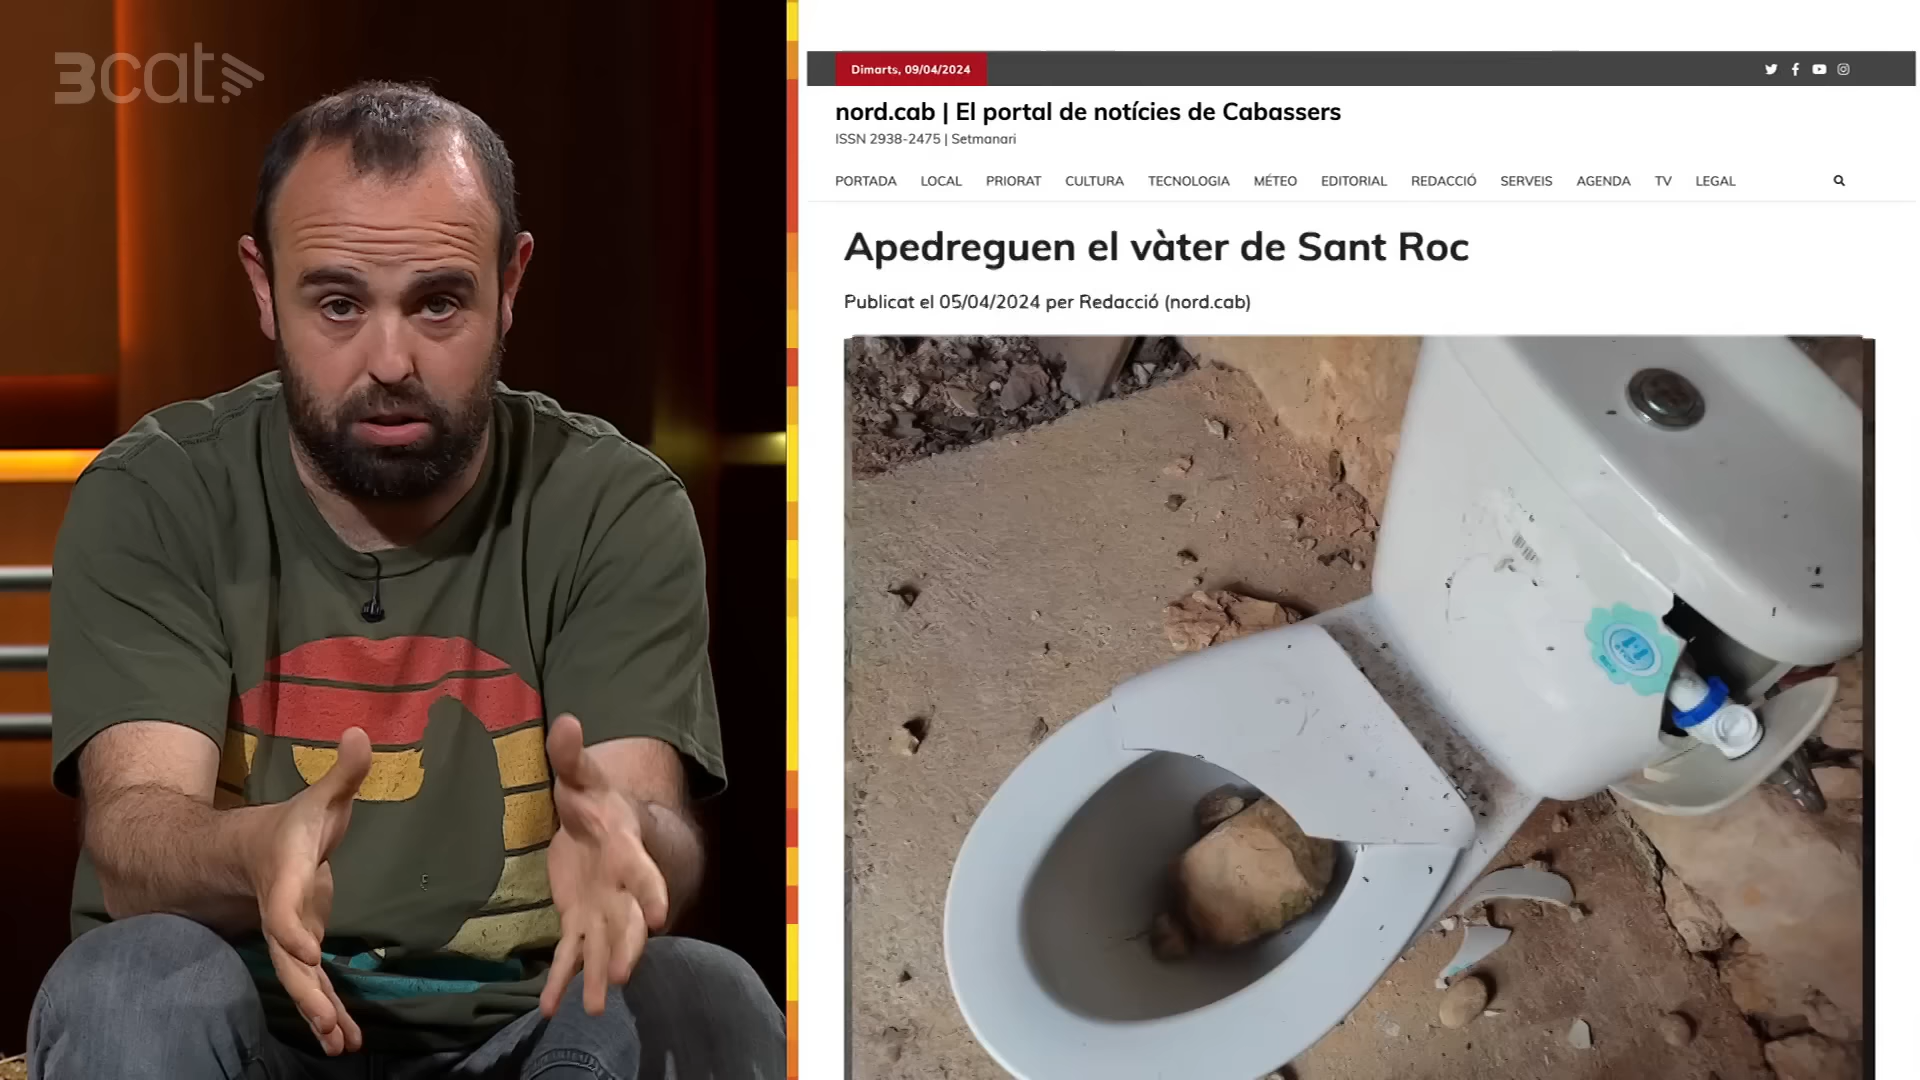 3cat
Dimarts, 09/04/2024
nord.cab | El portal de notícies de Cabassers
ISSN 2938-2475 | Setmanari
PORTADA LOCAL PRIORAT CULTURA TECNOLOGIA MÉTEO EDITORIAL REDACCIÓ SERVEIS AGENDA TV LEGAL
Apedreguen el vàter de Sant Roc
Publicat el 05/04/2024 per Redacció (nord.cab)